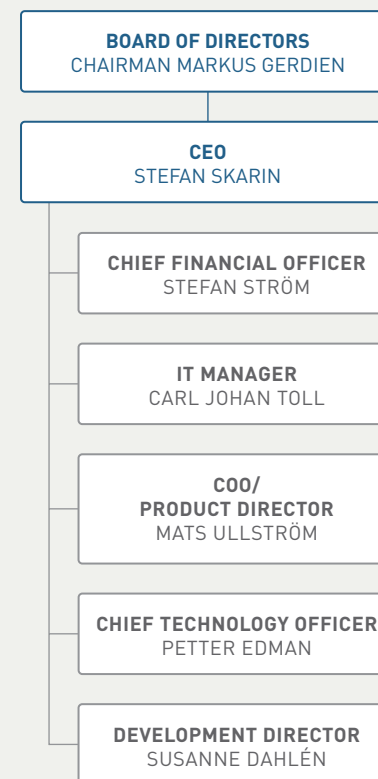 BOARD OF DIRECTORS
CHAIRMAN MARKUS GERDIEN
CEO
STEFAN SKARIN
CHIEF FINANCIAL OFFICER
STEFAN STRÖM
IT MANAGER
CARL JOHAN TOLL
COO/
PRODUCT DIRECTOR
MATS ULLSTRÖM
CHIEF TECHNOLOGY OFFICER
PETTER EDMAN
DEVELOPMENT DIRECTOR
SUSANNE DAHLÉN